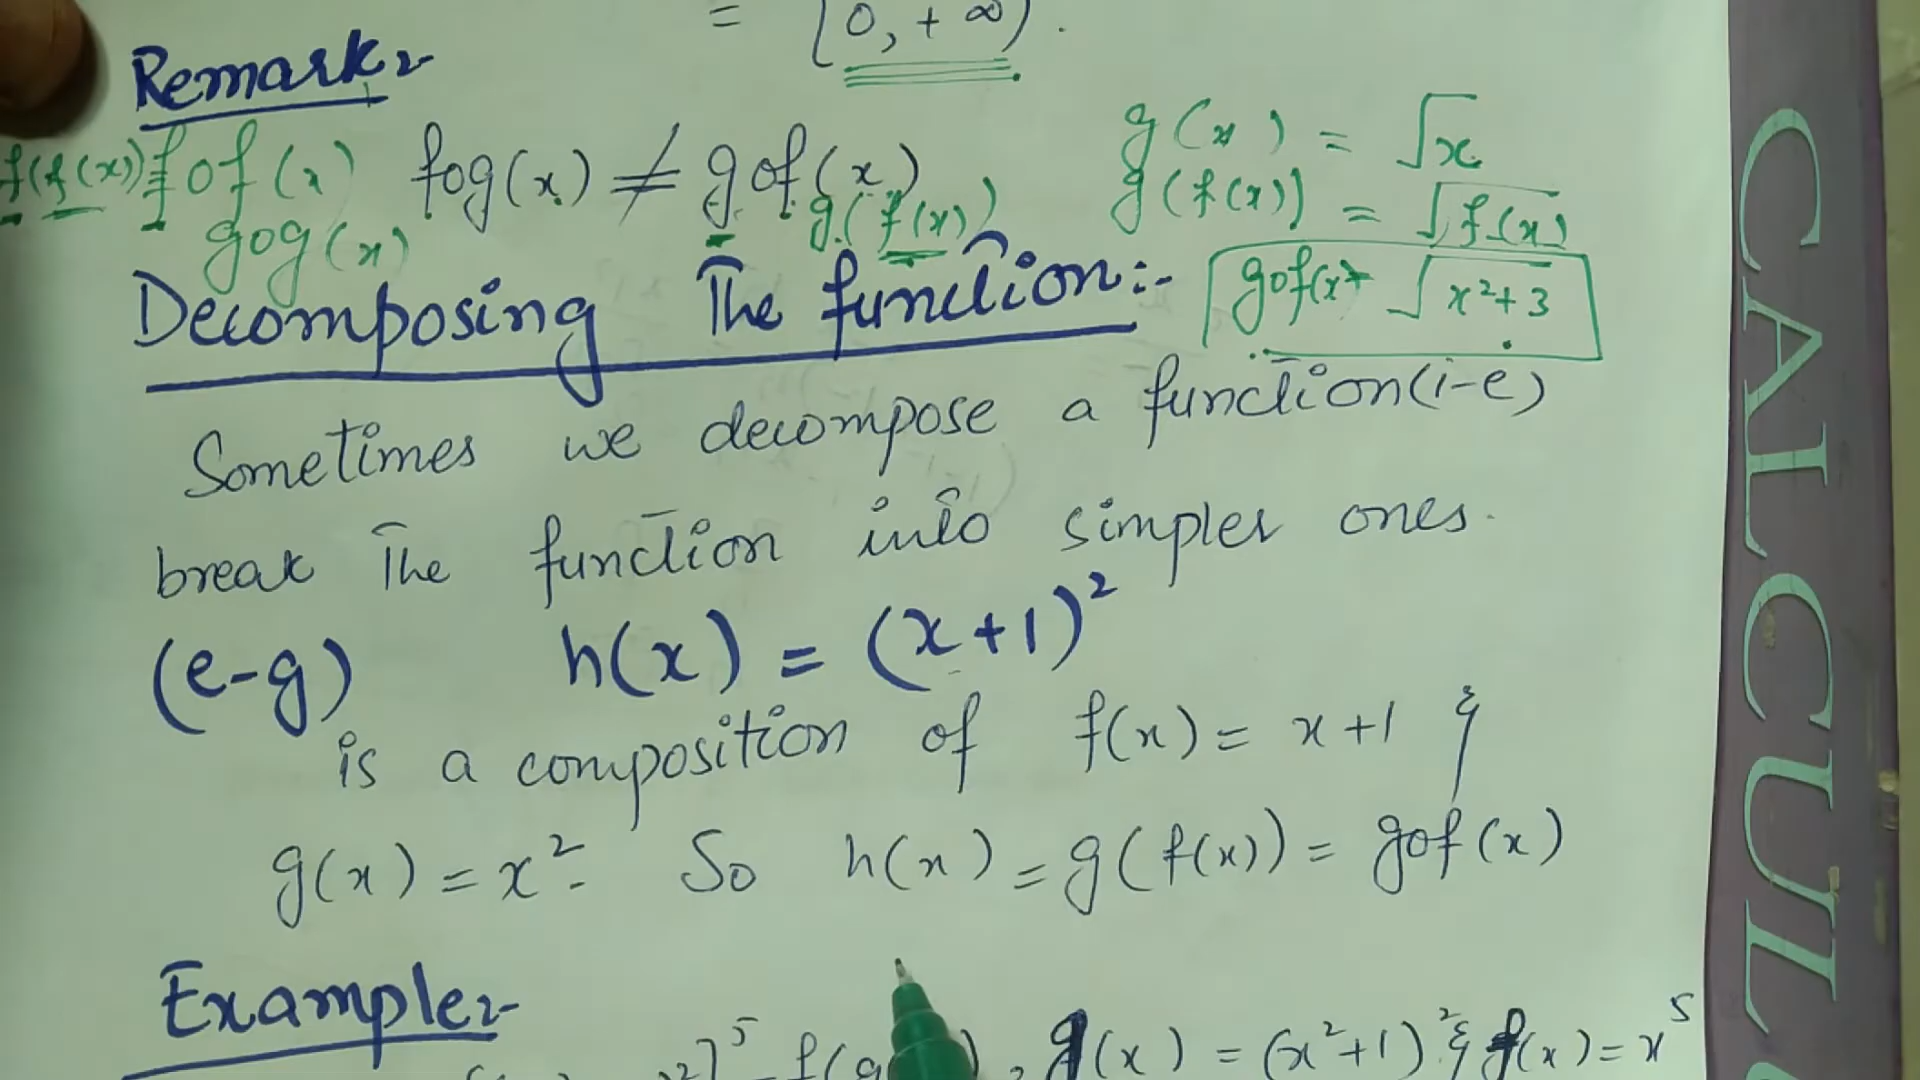 = [0, +∞).
Remark:-
f(f(x)) fof(x) fog(x) ≠ gof(x)
gog(x) g(f(x))
g(x) = √x
g(f(x)) = √f(x)
gof(x) = √x²+3
Decomposing The function:-
Sometimes we decompose a function(i-e)
break The function into simpler ones.
(e-g) h(x) = (x+1)²
is a composition of f(x) = x+1 &
g(x) = x². So h(x) = g(f(x)) = gof(x)
Example:-
g(x) = (x²+1)² & f(x) = x⁵
CALCUL